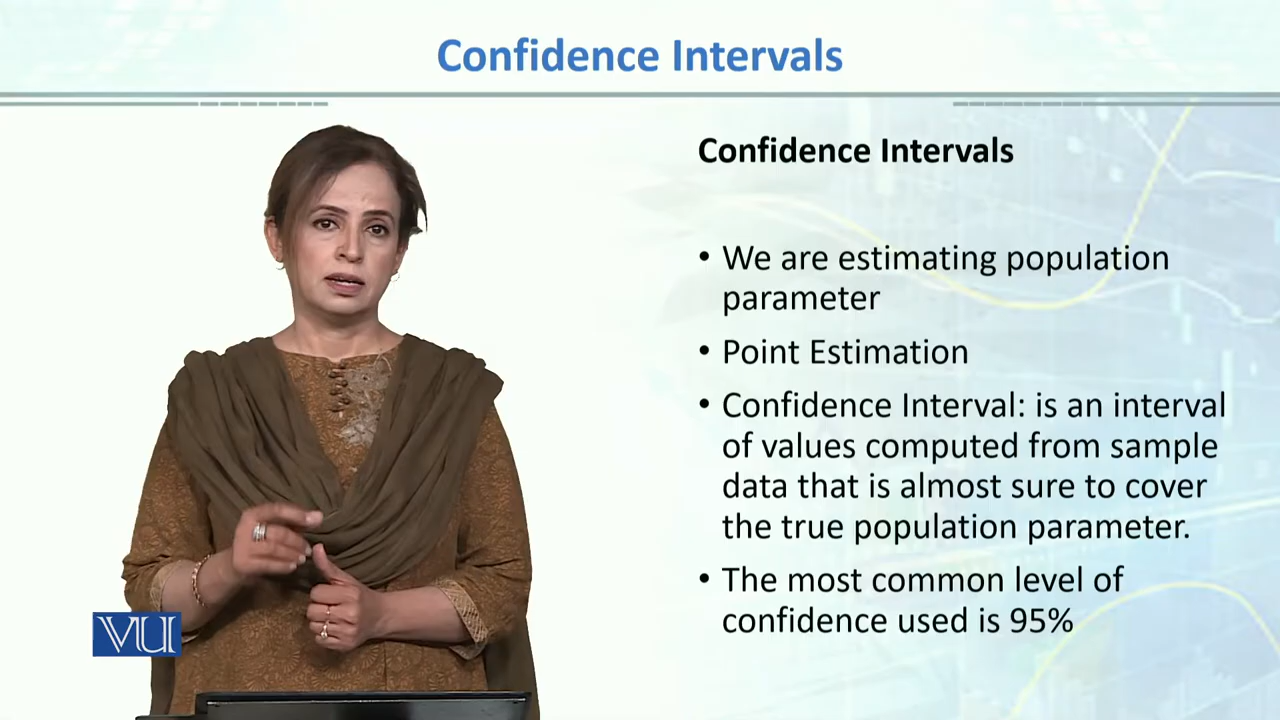 Confidence Intervals
Confidence Intervals
• We are estimating population
parameter
• Point Estimation
• Confidence Interval: is an interval
of values computed from sample
data that is almost sure to cover
the true population parameter.
• The most common level of
confidence used is 95%
VU